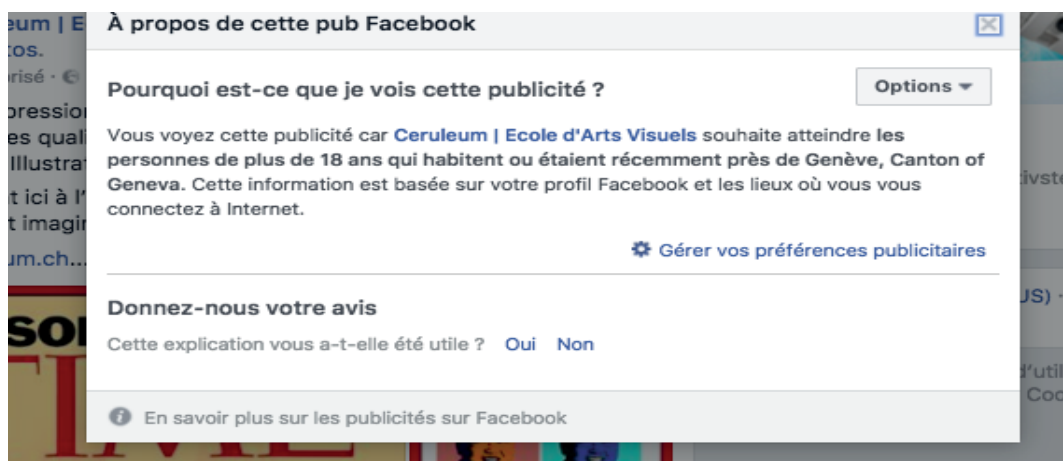 À propos de cette pub Facebook
Pourquoi est-ce que je vois cette publicité ?
Options
Vous voyez cette publicité car Ceruleum | Ecole d'Arts Visuels souhaite atteindre les
personnes de plus de 18 ans qui habitent ou étaient récemment près de Genève, Canton of
Geneva. Cette information est basée sur votre profil Facebook et les lieux où vous vous
connectez à Internet.
Gérer vos préférences publicitaires
Donnez-nous votre avis
Cette explication vous a-t-elle été utile ? Oui Non
En savoir plus sur les publicités sur Facebook